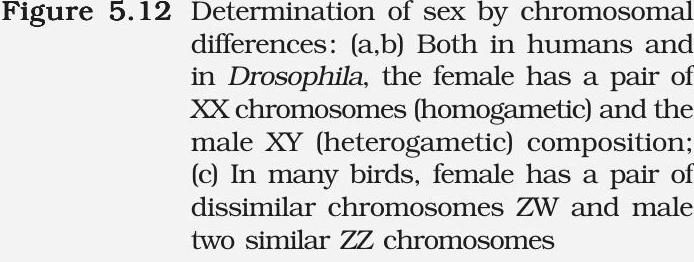 Figure 5.12 Determination of sex by chromosomal
differences: (a,b) Both in humans and
in Drosophila, the female has a pair of
XX chromosomes (homogametic) and the
male XY (heterogametic) composition;
(c) In many birds, female has a pair of
dissimilar chromosomes ZW and male
two similar ZZ chromosomes